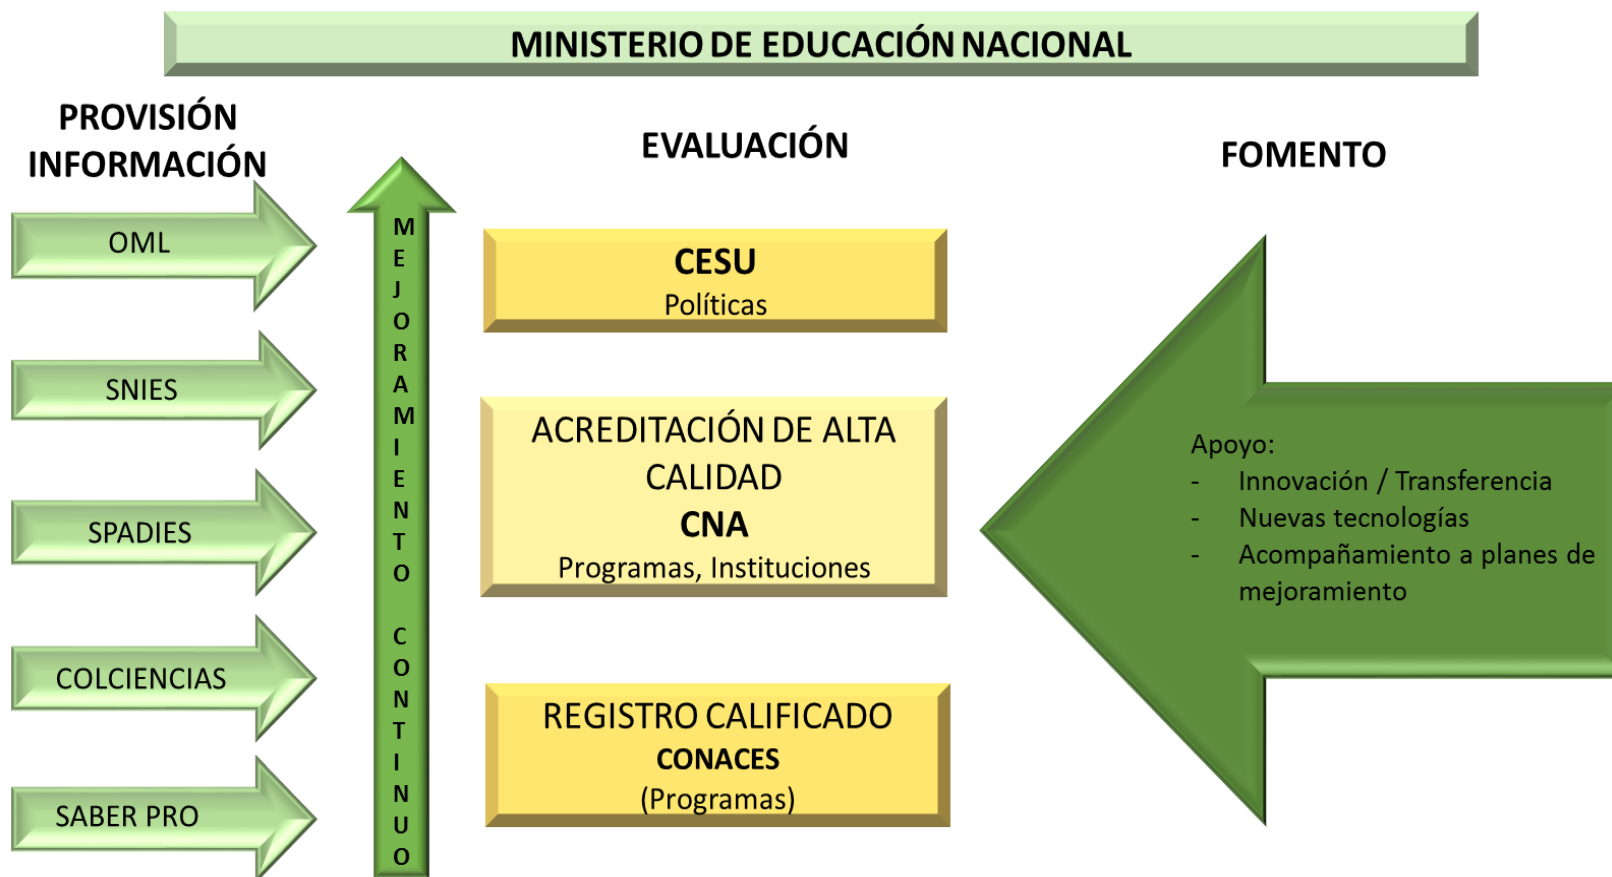 MINISTERIO DE EDUCACIÓN NACIONAL
PROVISIÓN
INFORMACIÓN
OML
SNIES
SPADIES
COLCIENCIAS
SABER PRO
MEJORAMIENTO CONTINUO
EVALUACIÓN
CESU
Políticas
ACREDITACIÓN DE ALTA
CALIDAD
CNA
Programas, Instituciones
REGISTRO CALIFICADO
CONACES
(Programas)
FOMENTO
Apoyo:
- Innovación / Transferencia
- Nuevas tecnologías
- Acompañamiento a planes de
mejoramiento